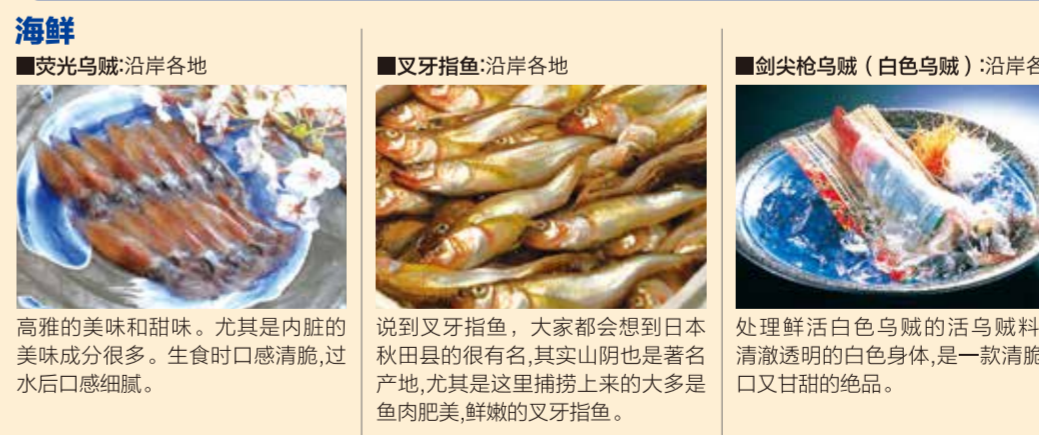 海鲜
■荧光乌贼:沿岸各地
高雅的美味和甜味。尤其是内脏的
美味成分很多。生食时口感清脆,过
水后口感细腻。
■叉牙指鱼:沿岸各地
说到叉牙指鱼，大家都会想到日本
秋田县的很有名,其实山阴也是著名
产地,尤其是这里捕捞上来的大多是
鱼肉肥美,鲜嫩的叉牙指鱼。
■剑尖枪乌贼（白色乌贼）:沿岸各
处理鲜活白色乌贼的活乌贼料
清澈透明的白色身体,是一款清脆
口又甘甜的绝品。